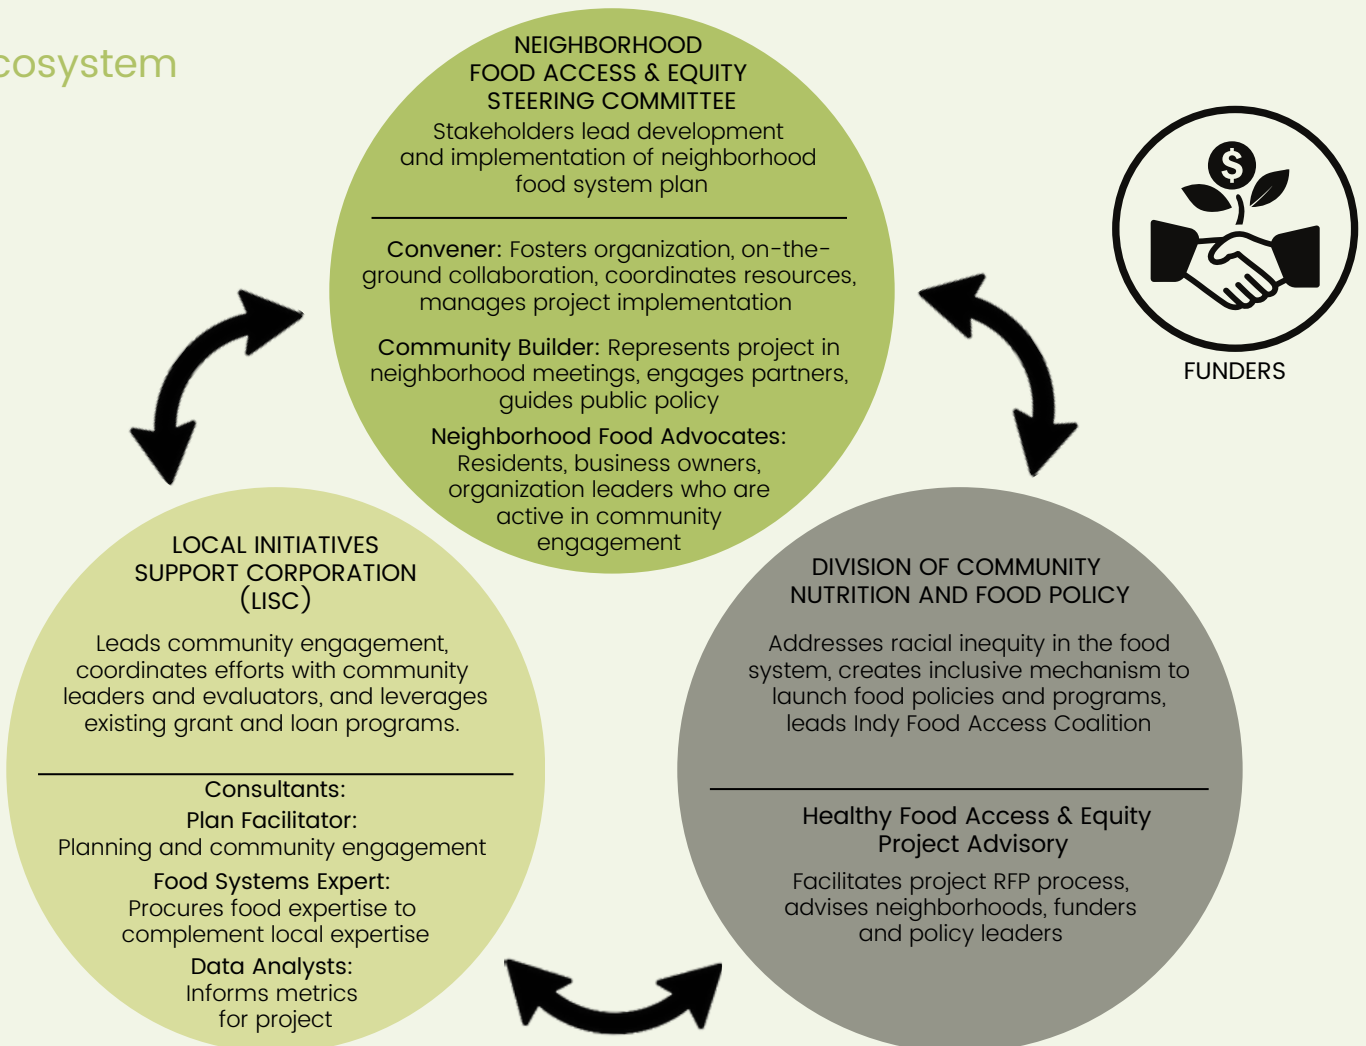 cosystem
NEIGHBORHOOD
FOOD ACCESS & EQUITY
STEERING COMMITTEE
Stakeholders lead development
and implementation of neighborhood
food system plan
Convener: Fosters organization, on-the-
ground collaboration, coordinates resources,
manages project implementation
Community Builder: Represents project in
neighborhood meetings, engages partners,
guides public policy
Neighborhood Food Advocates:
Residents, business owners,
organization leaders who are
active in community
engagement
$
FUNDERS
LOCAL INITIATIVES
SUPPORT CORPORATION
(LISC)
Leads community engagement,
coordinates efforts with community
leaders and evaluators, and leverages
existing grant and loan programs.
Consultants:
Plan Facilitator:
Planning and community engagement
Food Systems Expert:
Procures food expertise to
complement local expertise
Data Analysts:
Informs metrics
for project
DIVISION OF COMMUNITY
NUTRITION AND FOOD POLICY
Addresses racial inequity in the food
system, creates inclusive mechanism to
launch food policies and programs,
leads Indy Food Access Coalition
Healthy Food Access & Equity
Project Advisory
Facilitates project RFP process,
advises neighborhoods, funders
and policy leaders